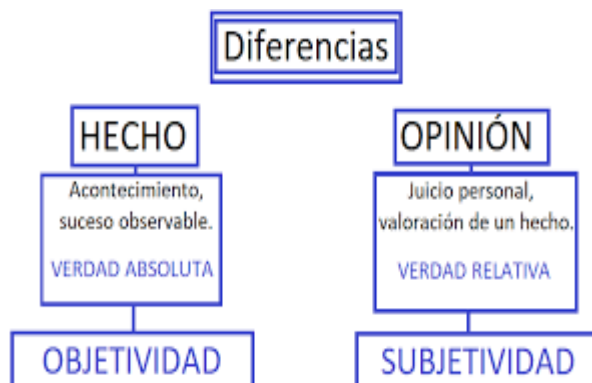 Diferencias
HECHO
Acontecimiento,
suceso observable.
VERDAD ABSOLUTA
OBJETIVIDAD
OPINIÓN
Juicio personal,
valoración de un hecho.
VERDAD RELATIVA
SUBJETIVIDAD